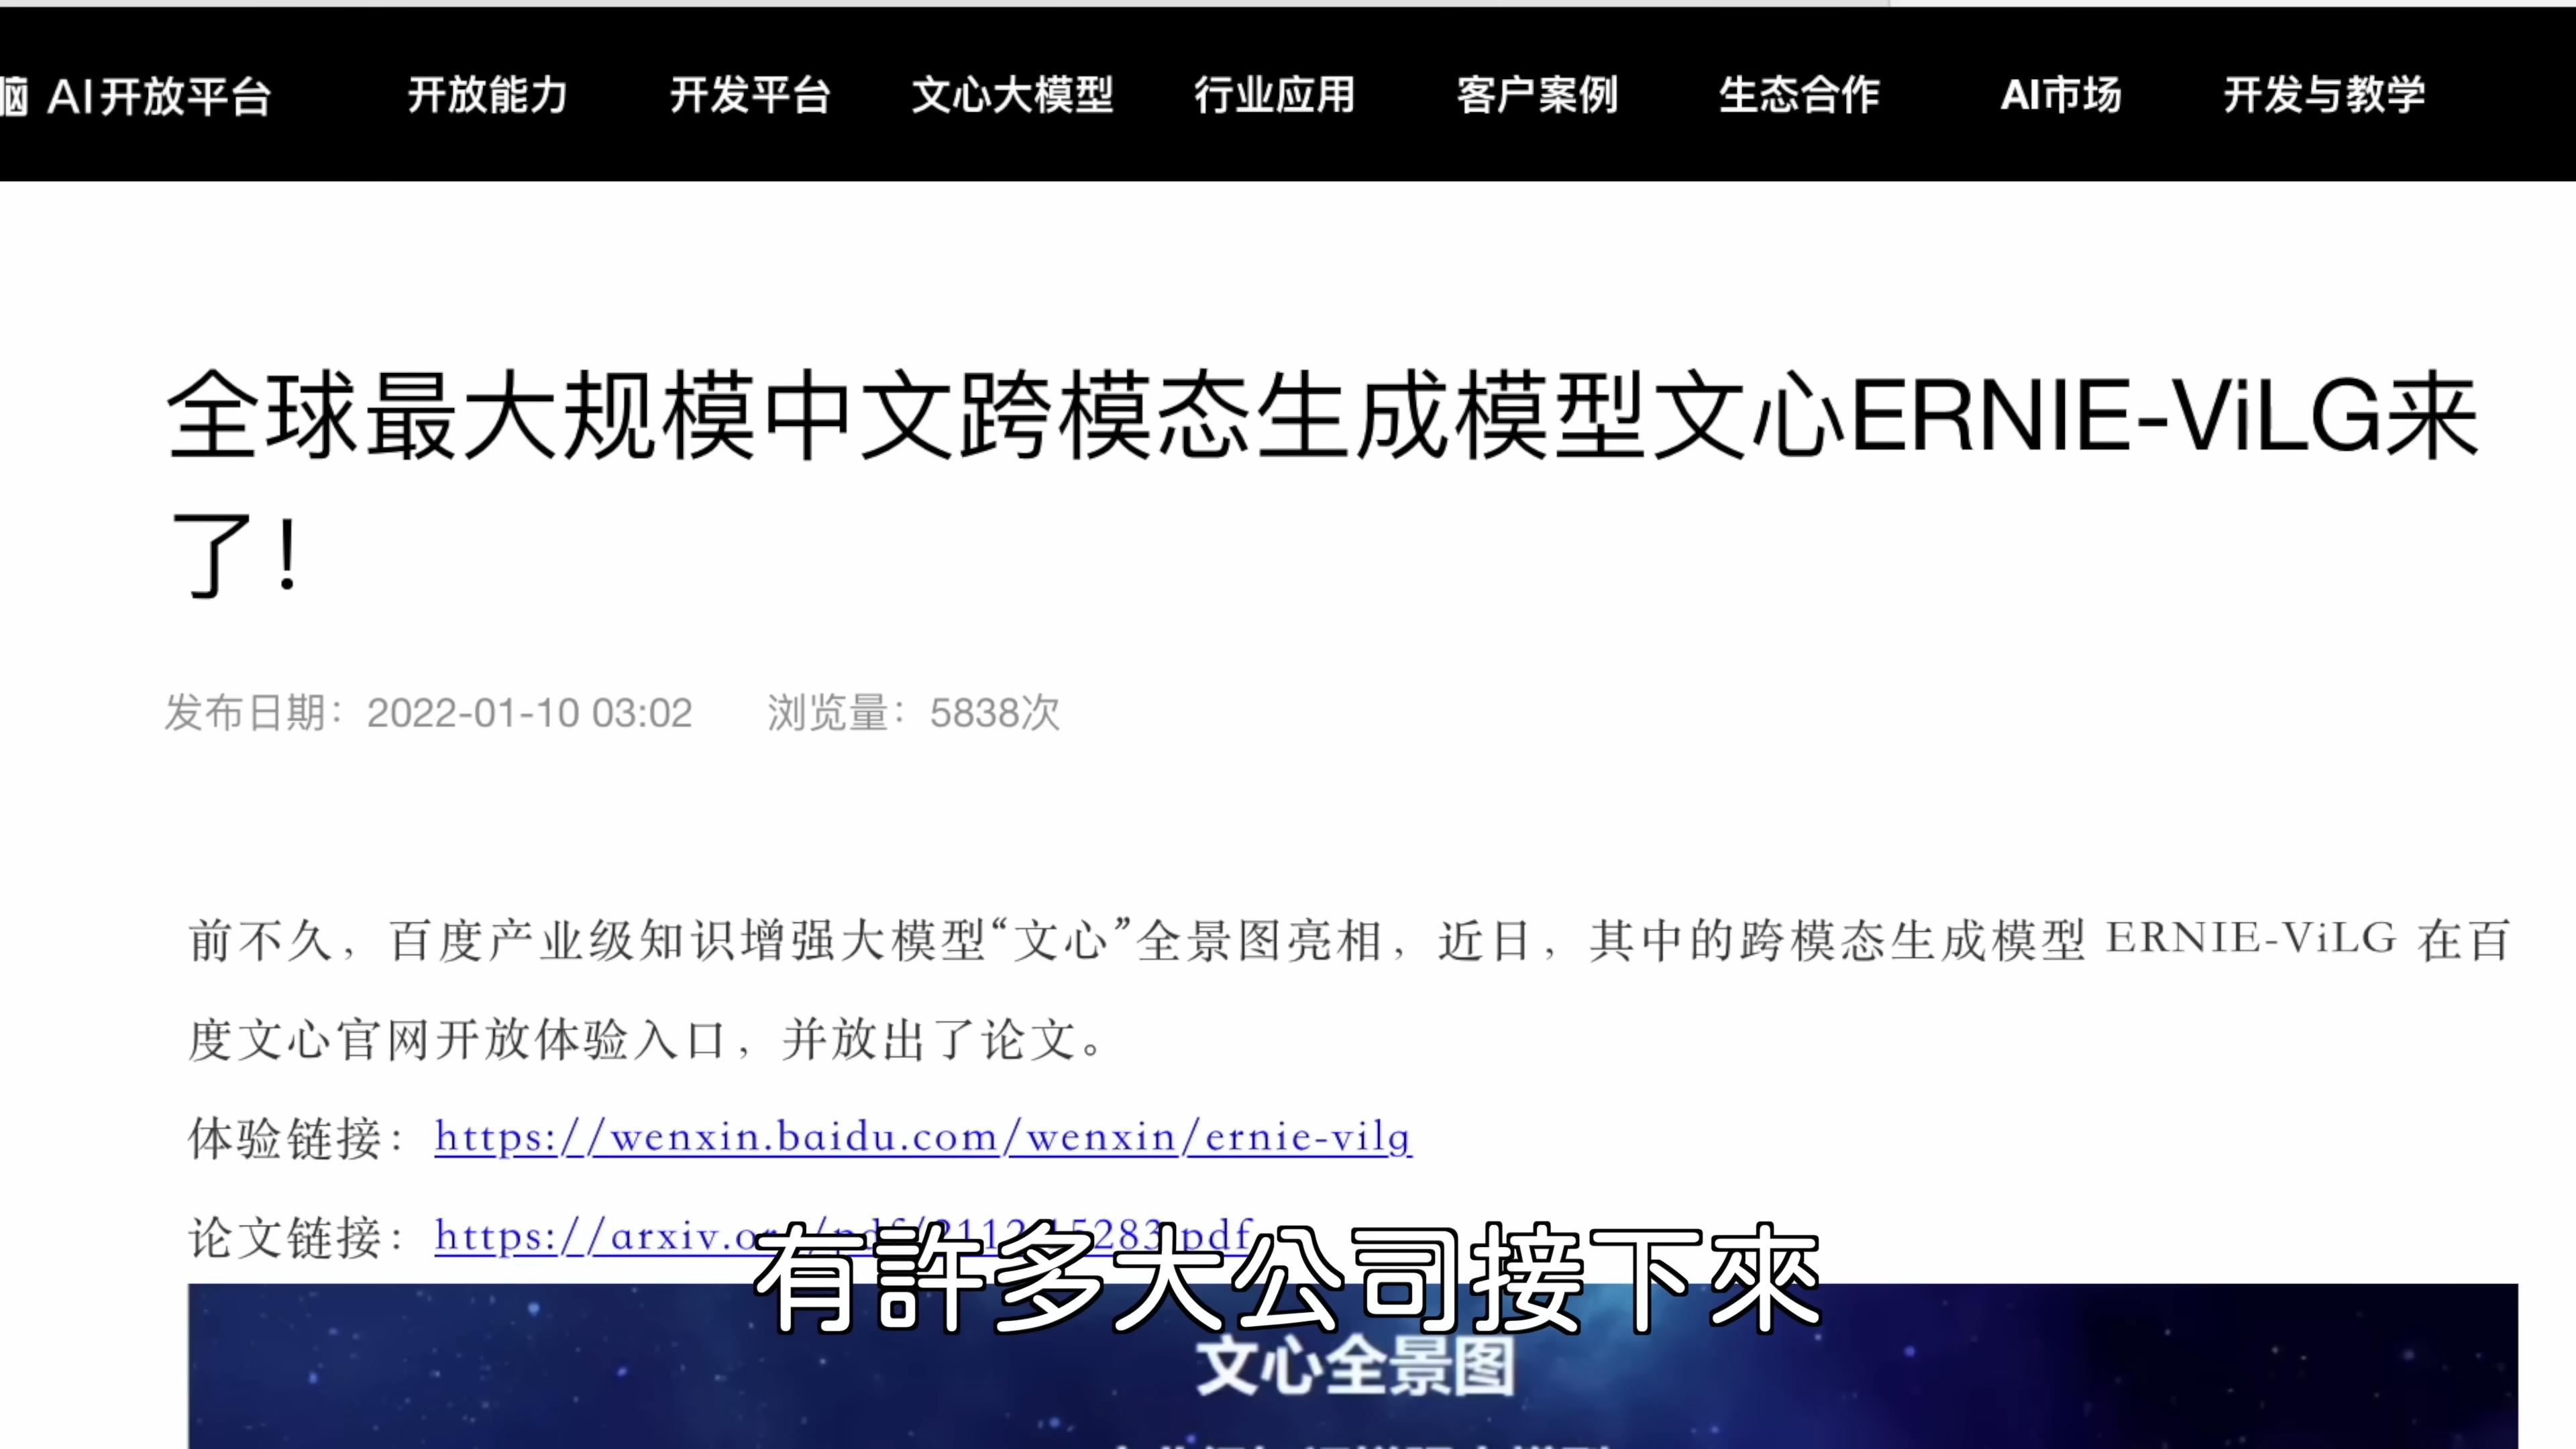 AI开放平台 开放能力 开发平台 文心大模型 行业应用 客户案例 生态合作 AI市场 开发与教学
全球最大规模中文跨模态生成模型文心ERNIE-ViLG来
了！
发布日期：2022-01-10 03:02 浏览量：5838次
前不久，百度产业级知识增强大模型“文心”全景图亮相，近日，其中的跨模态生成模型 ERNIE-ViLG 在百
度文心官网开放体验入口，并放出了论文。
体验链接：https://wenxin.baidu.com/wenxin/ernie-vilg
论文链接：https://arxiv.org/pdf/2112.15283.pdf
有許多大公司接下來
文心全景图